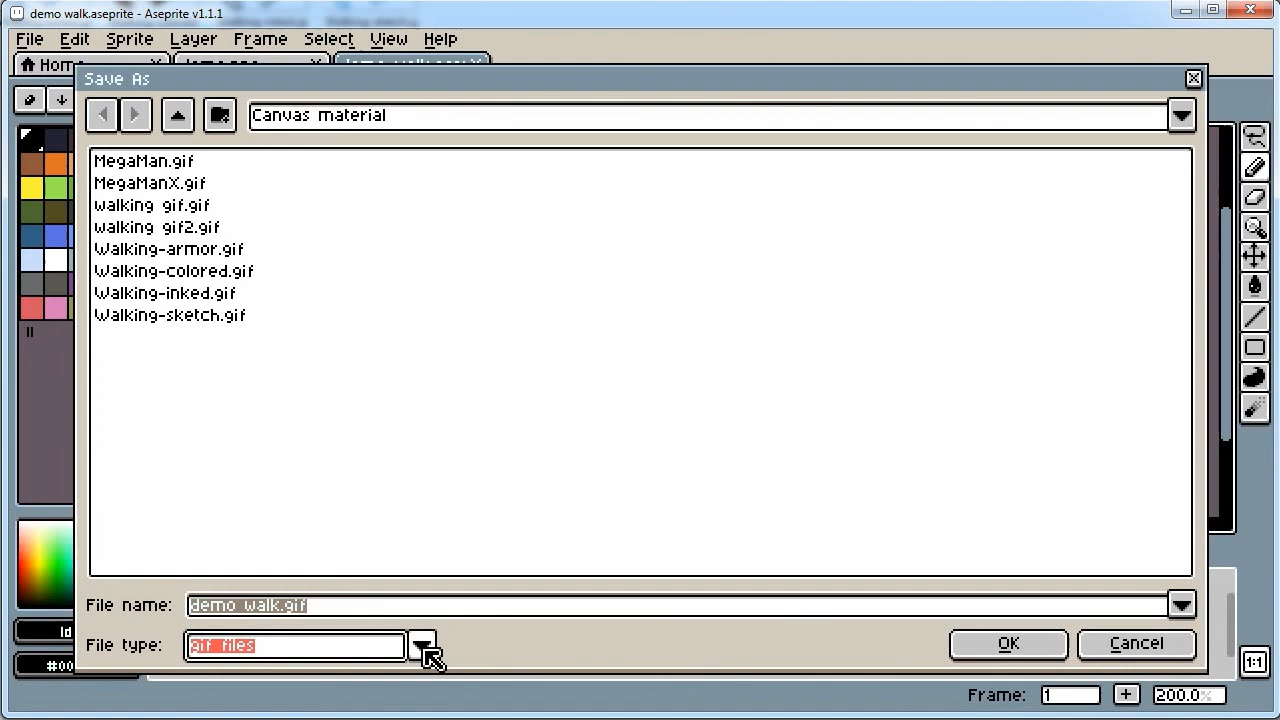 demo walk.aseprite - Aseprite v1.1.1
File Edit Sprite Layer Frame Select View Help
Home
Save As
Canvas material
MegaMan.gif
MegaManX.gif
walking gif.gif
walking gif2.gif
Walking-armor.gif
Walking-colored.gif
Walking-inked.gif
Walking-sketch.gif
File name: demo walk.gif
File type: gif files
OK Cancel
Id
#00
1:1
Frame: 1 + 200.0%